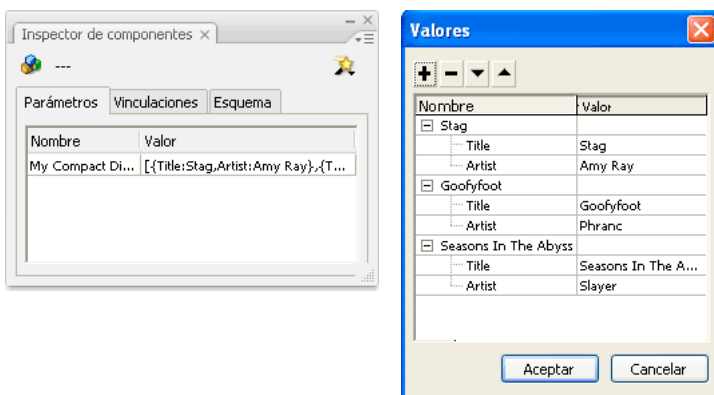 Inspector de componentes ×
---
Parámetros Vinculaciones Esquema
Nombre Valor
My Compact Di... [{Title:Stag,Artist:Amy Ray},{T...
Valores
Nombre Valor
Stag
Title Stag
Artist Amy Ray
Goofyfoot
Title Goofyfoot
Artist Phranc
Seasons In The Abyss
Title Seasons In The A...
Artist Slayer
Aceptar Cancelar